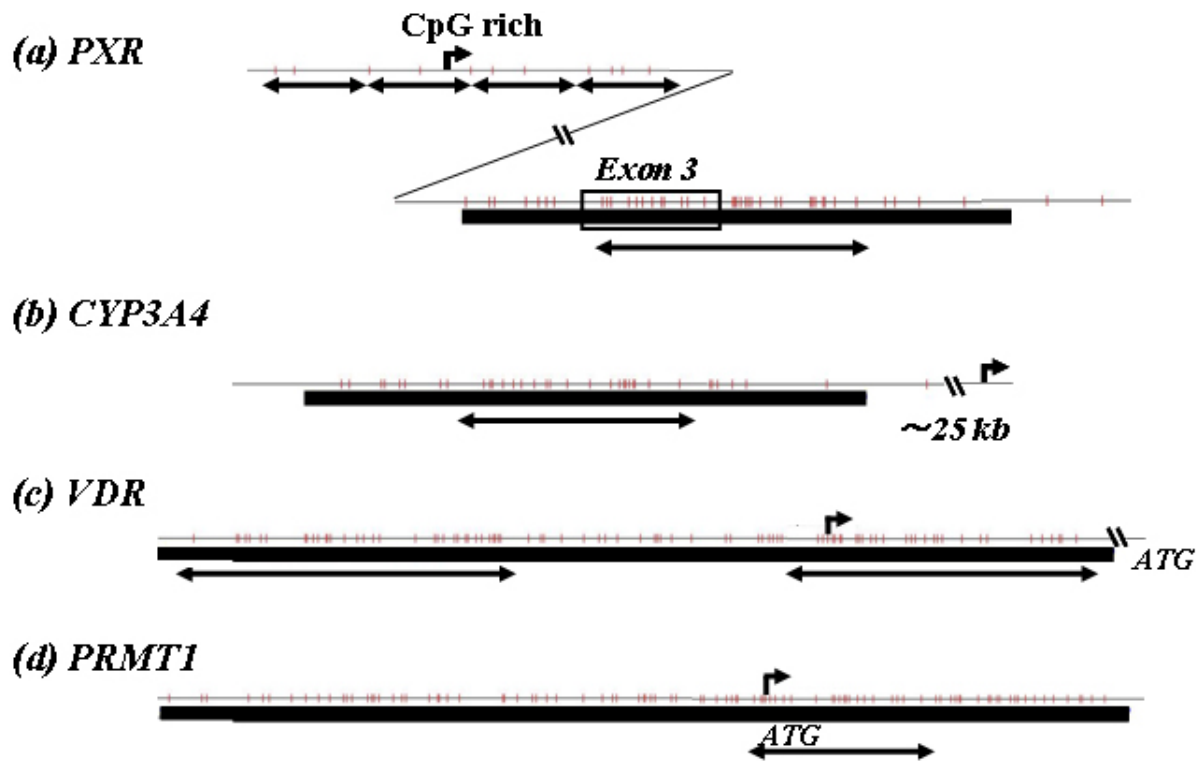 CpG rich
(a) PXR
Exon 3
(b) CYP3A4
~25 kb
(c) VDR
ATG
(d) PRMT1
ATG